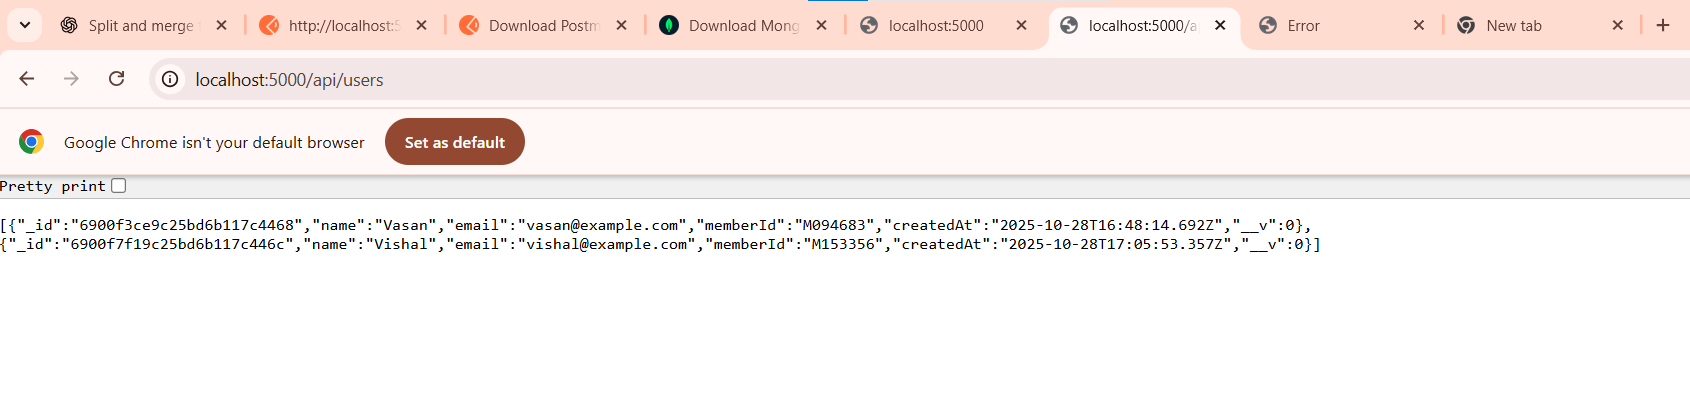 Split and merge
http://localhost:5
Download Postm
Download Mong
localhost:5000
localhost:5000/a
Error
New tab
localhost:5000/api/users
Google Chrome isn't your default browser
Set as default
Pretty print
[{"_id":"6900f3ce9c25bd6b117c4468","name":"Vasan","email":"vasan@example.com","memberId":"M094683","createdAt":"2025-10-28T16:48:14.692Z","__v":0},
{"_id":"6900f7f19c25bd6b117c446c","name":"Vishal","email":"vishal@example.com","memberId":"M153356","createdAt":"2025-10-28T17:05:53.357Z","__v":0}]